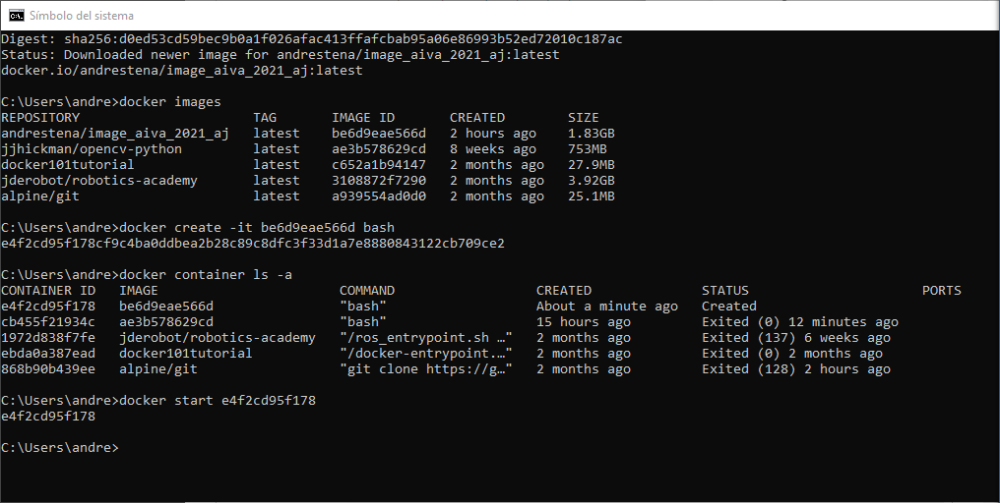 Símbolo del sistema
Digest: sha256:d0ed53cd59bec9b0a1f026afac413ffafcbab95a06e86993b52ed72010c187ac
Status: Downloaded newer image for andrestena/image_aiva_2021_aj:latest
docker.io/andrestena/image_aiva_2021_aj:latest
C:\Users\andre>docker images
REPOSITORY TAG IMAGE ID CREATED SIZE
andrestena/image_aiva_2021_aj latest be6d9eae566d 2 hours ago 1.83GB
jjhickman/opencv-python latest ae3b578629cd 8 weeks ago 753MB
docker101tutorial latest c652a1b94147 2 months ago 27.9MB
jderobot/robotics-academy latest 3108872f7290 2 months ago 3.92GB
alpine/git latest a939554ad0d0 2 months ago 25.1MB
C:\Users\andre>docker create -it be6d9eae566d bash
e4f2cd95f178cf9c4ba0ddbea2b28c89c8dfc3f33d1a7e8880843122cb709ce2
C:\Users\andre>docker container ls -a
CONTAINER ID IMAGE COMMAND CREATED STATUS PORTS
e4f2cd95f178 be6d9eae566d "bash" About a minute ago Created
cb455f21934c ae3b578629cd "bash" 15 hours ago Exited (0) 12 minutes ago
1972d838f7fe jderobot/robotics-academy "/ros_entrypoint.sh …" 2 months ago Exited (137) 6 weeks ago
ebda0a387ead docker101tutorial "/docker-entrypoint.…" 2 months ago Exited (0) 2 months ago
868b90b439ee alpine/git "git clone https://g…" 2 months ago Exited (128) 2 hours ago
C:\Users\andre>docker start e4f2cd95f178
e4f2cd95f178
C:\Users\andre>